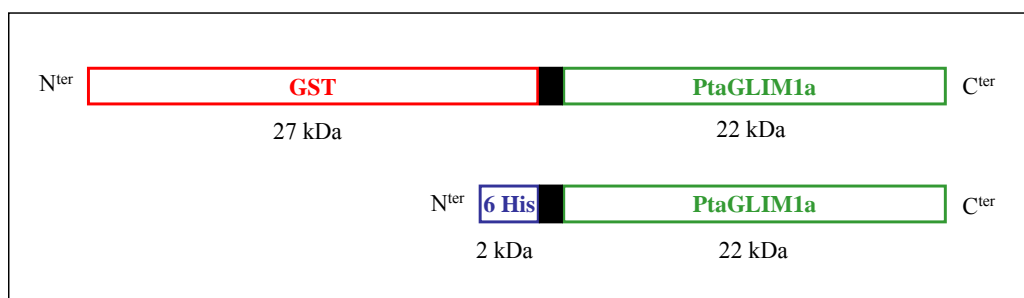 Nᵗᵉʳ GST PtaGLIM1a Cᵗᵉʳ
27 kDa 22 kDa
Nᵗᵉʳ 6 His PtaGLIM1a Cᵗᵉʳ
2 kDa 22 kDa